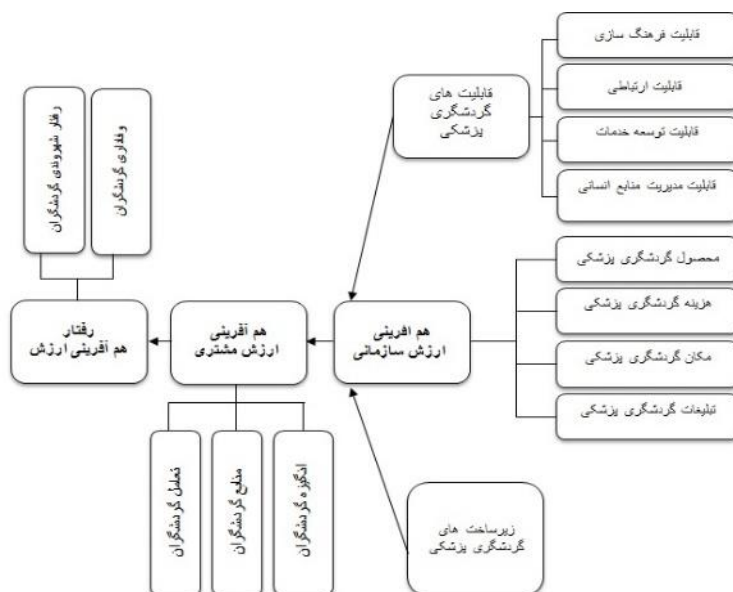 قابلیت فرهنگ سازی
قابلیت ارتباطی
قابلیت توسعه خدمات
قابلیت مدیریت منابع انسانی
قابلیت های
گردشگری
پزشکی
محصول گردشگری پزشکی
هزینه گردشگری پزشکی
مکان گردشگری پزشکی
تبلیغات گردشگری پزشکی
هم افرینی
ارزش سازمانی
زیرساخت های
گردشگری پزشکی
هم آفرینی
ارزش مشتری
انگیزه گردشگران
منابع گردشگران
تعامل گردشگران
رفتار
هم آفرینی ارزش
وفاداری گردشگران
رفتار شهروندی گردشگران